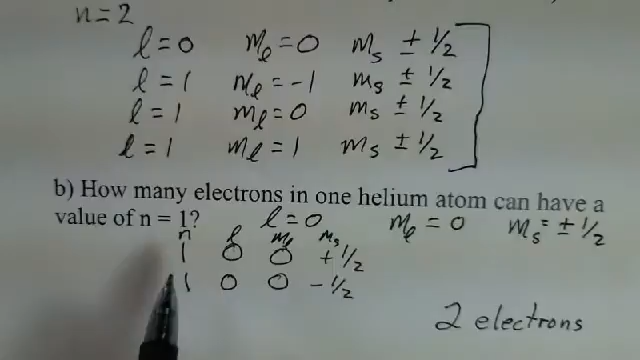 n = 2
l = 0 ml = 0 ms ± 1/2
l = 1 ml = -1 ms ± 1/2
l = 1 ml = 0 ms ± 1/2
l = 1 ml = 1 ms ± 1/2
b) How many electrons in one helium atom can have a
value of n = 1? l = 0 ml = 0 ms = ± 1/2
n l ml ms
1 0 0 + 1/2
1 0 0 - 1/2
2 electrons